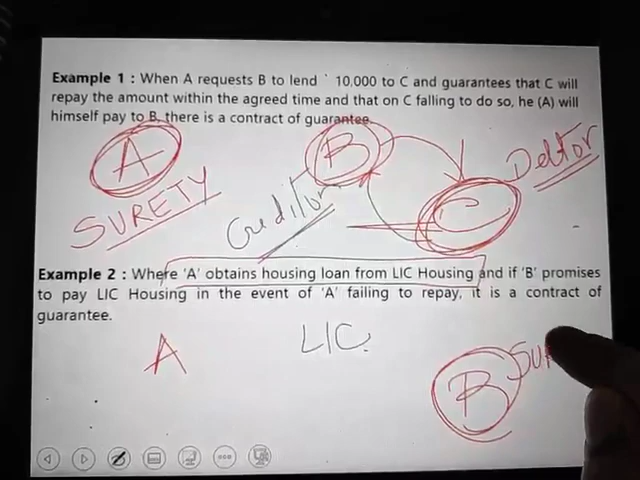 Example 1 : When A requests B to lend ` 10,000 to C and guarantees that C will
repay the amount within the agreed time and that on C falling to do so, he (A) will
himself pay to B, there is a contract of guarantee.
A
B
Debtor
SURETY
Creditor
C
Example 2 : Where 'A' obtains housing loan from LIC Housing and if 'B' promises
to pay LIC Housing in the event of 'A' failing to repay, it is a contract of
guarantee.
A
LIC.
B
SUR